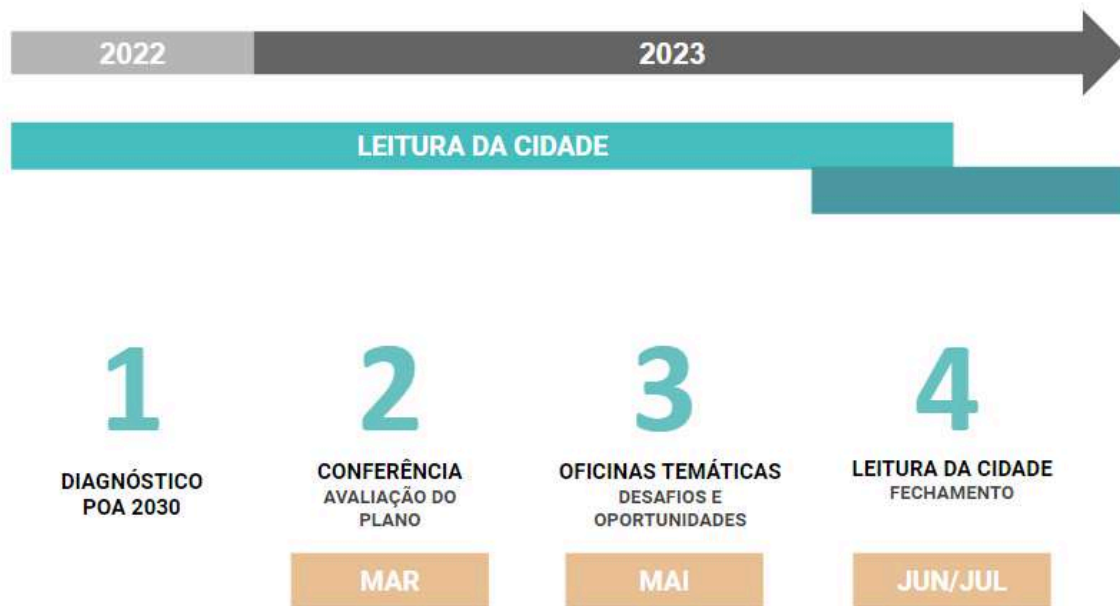 2022
2023
LEITURA DA CIDADE
1
DIAGNÓSTICO
POA 2030
2
CONFERÊNCIA
AVALIAÇÃO DO
PLANO
MAR
3
OFICINAS TEMÁTICAS
DESAFIOS E
OPORTUNIDADES
MAI
4
LEITURA DA CIDADE
FECHAMENTO
JUN/JUL